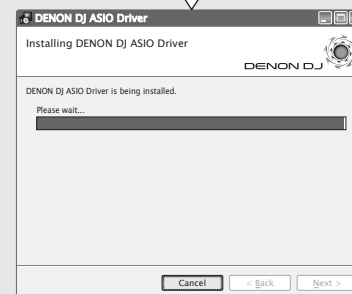 DENON DJ ASIO Driver
Installing DENON DJ ASIO Driver
DENON DJ
DENON DJ ASIO Driver is being installed.
Please wait...
Cancel
< Back
Next >